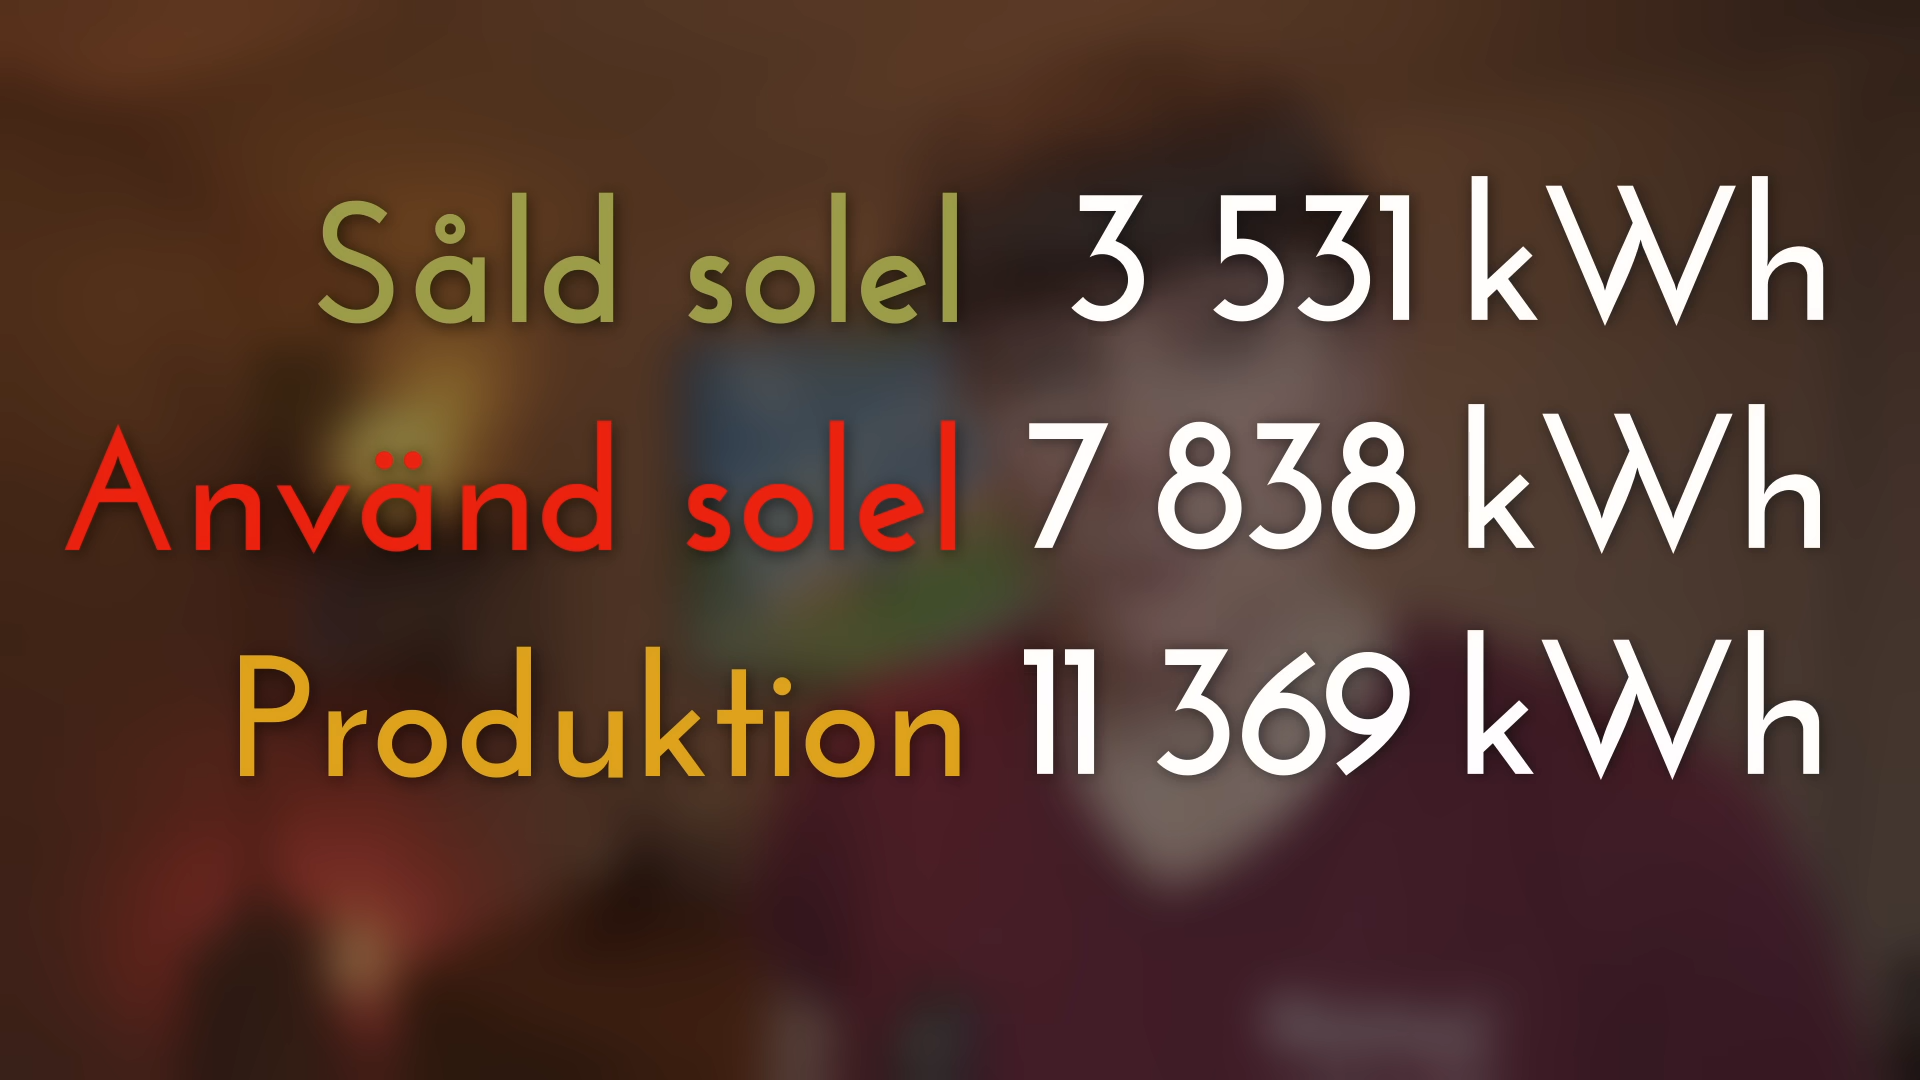 Såld solel 3 531 kWh
Använd solel 7 838 kWh
Produktion 11 369 kWh